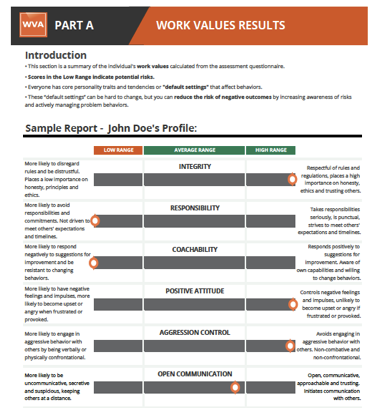 WVA
PART A
WORK VALUES RESULTS
Introduction
• This section is a summary of the individual's work values calculated from the assessment questionnaire.
• Scores in the Low Range indicate potential risks.
• Everyone has core personality traits and tendencies or "default settings" that affect behaviors.
• These "default settings" can be hard to change, but you can reduce the risk of negative outcomes by increasing awareness of risks
and actively managing problem behaviors.
Sample Report - John Doe's Profile:
LOW RANGE
AVERAGE RANGE
HIGH RANGE
More likely to disregard
rules and be distrustful.
Places a low importance on
honesty, principles and
ethics.
INTEGRITY
Respectful of rules and
regulations, places a high
importance on honesty,
ethics and trusting others.
More likely to avoid
responsibilities and
commitments. Not driven to
meet others' expectations
and timelines.
RESPONSIBILITY
Takes responsibilities
seriously, is punctual,
strives to meet others'
expectations and timelines.
More likely to respond
negatively to suggestions for
improvement and be
resistant to changing
behaviors.
COACHABILITY
Responds positively to
suggestions for
improvement. Aware of
own capabilities and willing
to change behaviors.
More likely to have negative
feelings and impulses, more
likely to become upset or
angry when frustrated or
provoked.
POSITIVE ATTITUDE
Controls negative feelings
and impulses, unlikely to
become upset or angry if
frustrated or provoked.
More likely to engage in
aggressive behavior with
others by being verbally or
physically confrontational.
AGGRESSION CONTROL
Avoids engaging in
aggressive behavior with
others. Non-combative and
non-confrontational.
More likely to be
uncommunicative, secretive
and suspicious, keeping
others at a distance.
OPEN COMMUNICATION
Open, communicative,
approachable and trusting.
Initiates communication
with others.